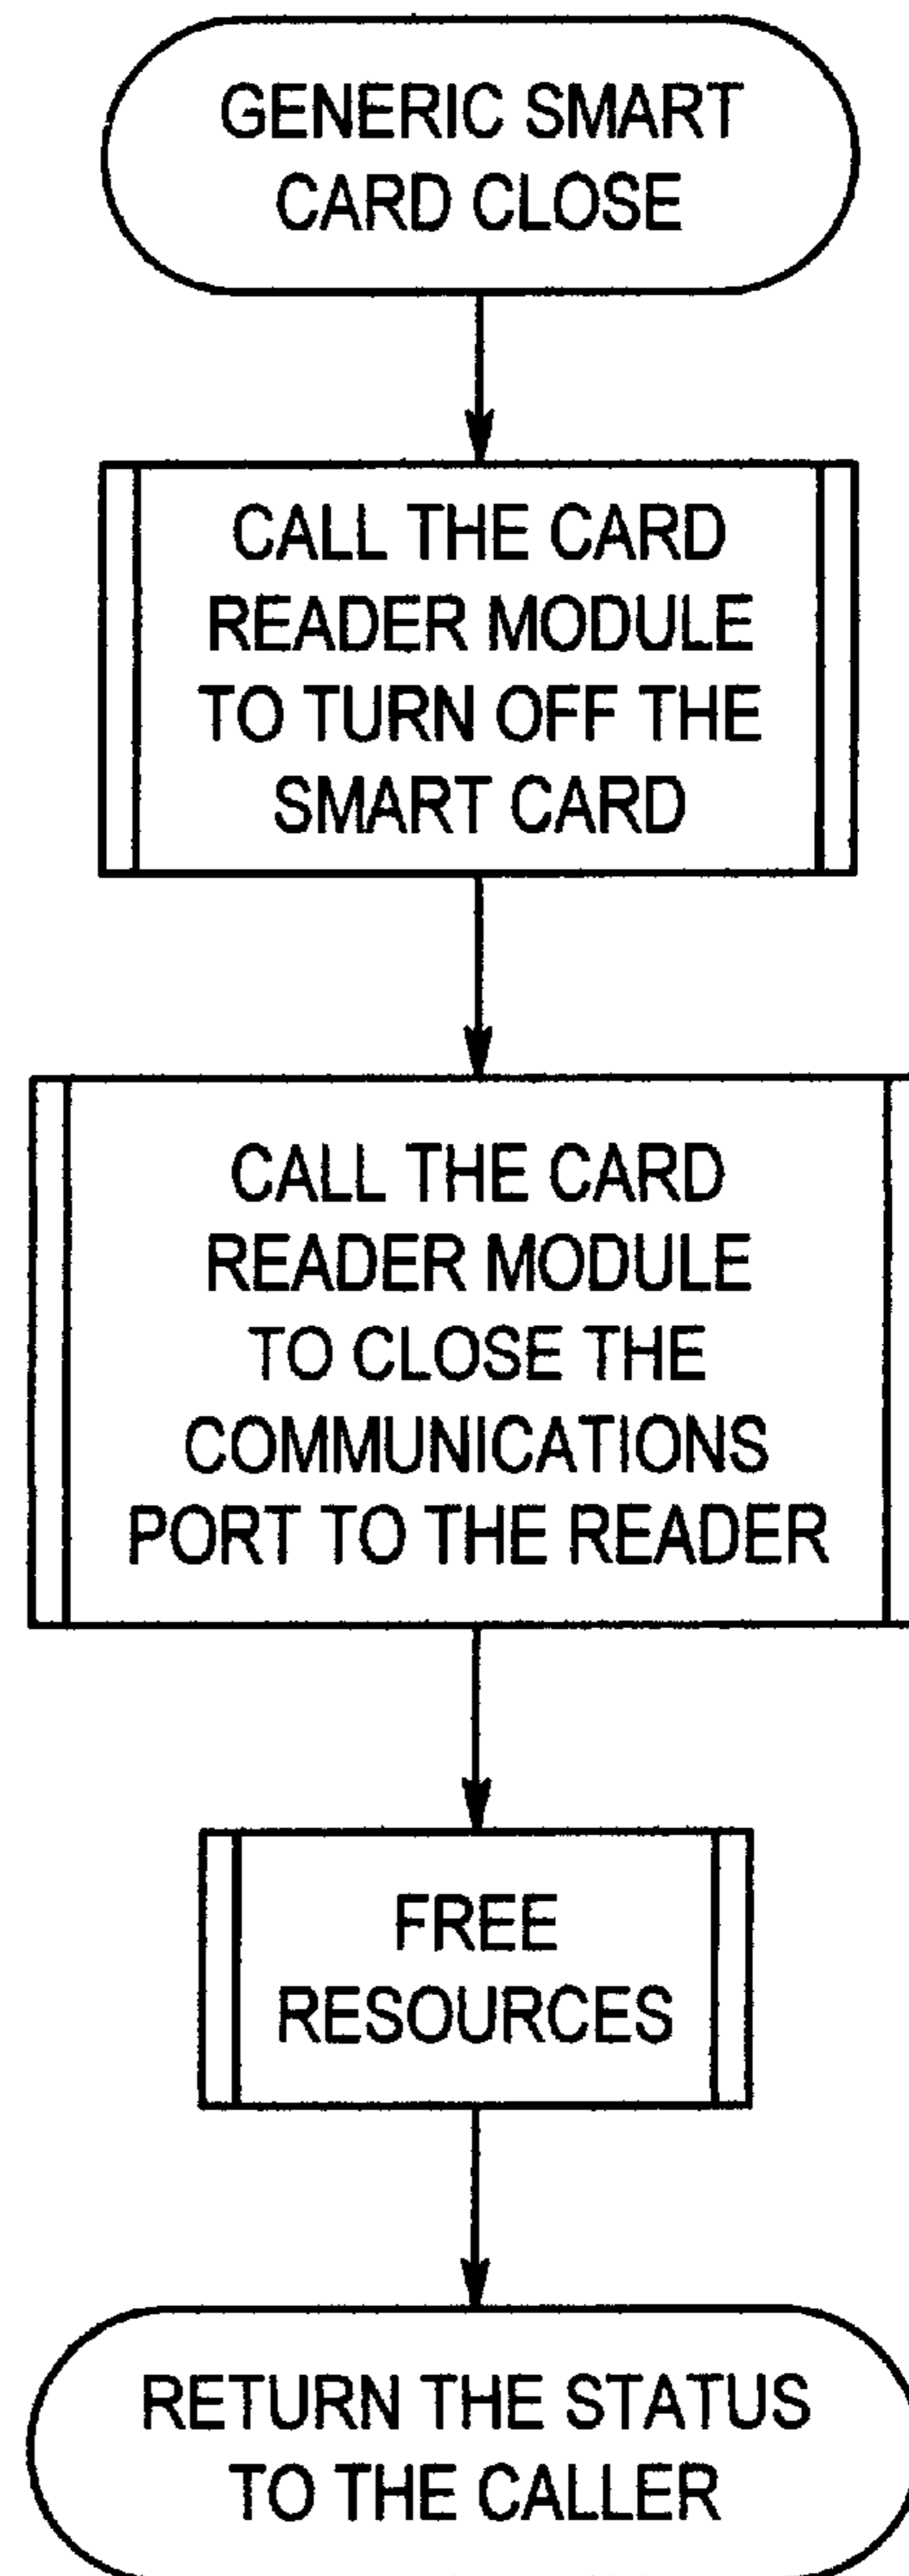 GENERIC SMART
CARD CLOSE
CALL THE CARD
READER MODULE
TO TURN OFF THE
SMART CARD
CALL THE CARD
READER MODULE
TO CLOSE THE
COMMUNICATIONS
PORT TO THE READER
FREE
RESOURCES
RETURN THE STATUS
TO THE CALLER